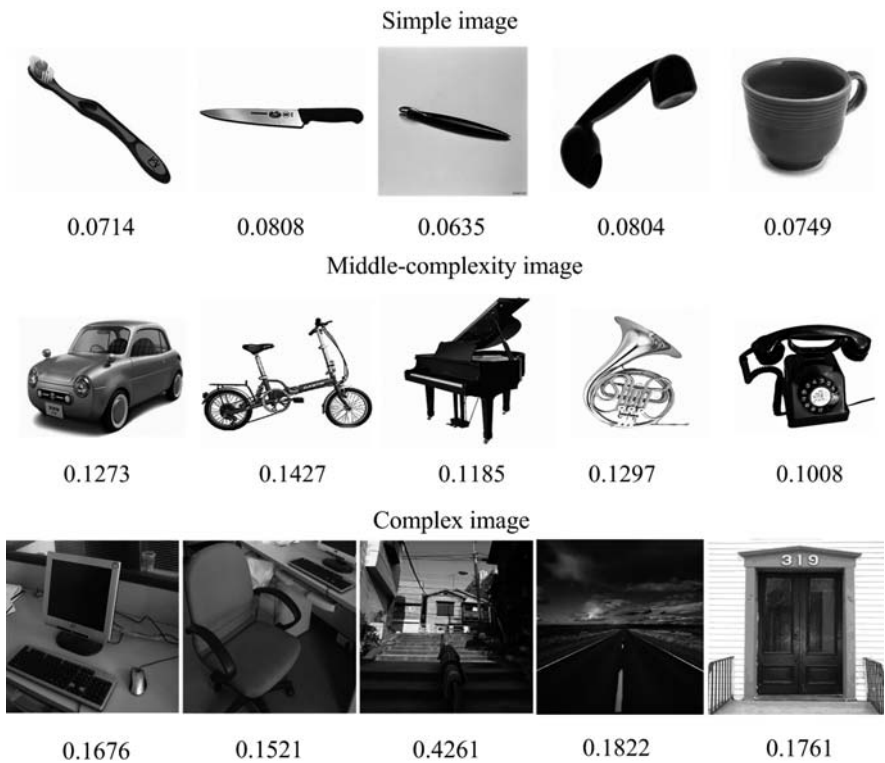 Simple image
0.0714 0.0808 0.0635 0.0804 0.0749
Middle-complexity image
0.1273 0.1427 0.1185 0.1297 0.1008
Complex image
319
0.1676 0.1521 0.4261 0.1822 0.1761